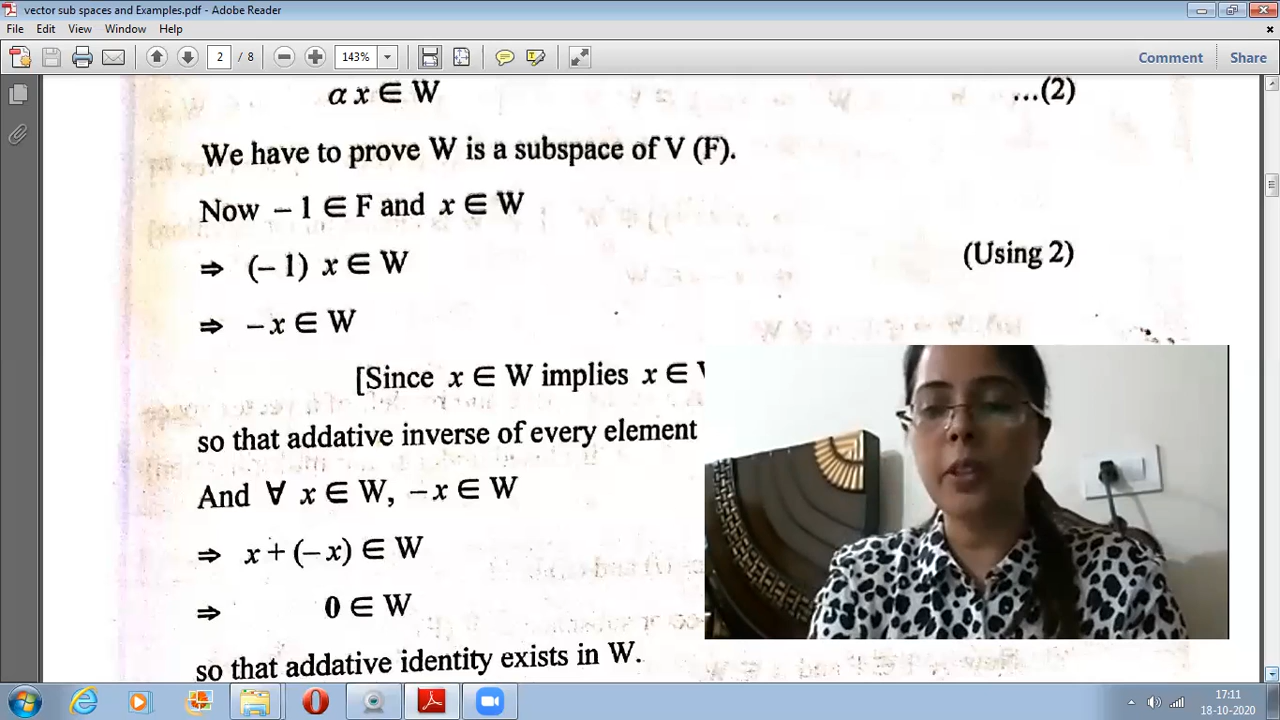 vector sub spaces and Examples.pdf - Adobe Reader
File Edit View Window Help
2 / 8 143% Comment Share
α x ∈ W ...(2)
We have to prove W is a subspace of V (F).
Now – 1 ∈ F and x ∈ W
⇒ (– 1) x ∈ W (Using 2)
⇒ – x ∈ W
[Since x ∈ W implies x ∈
so that addative inverse of every element
And ∀ x ∈ W, – x ∈ W
⇒ x + (– x) ∈ W
⇒ 0 ∈ W
so that addative identity exists in W.
17:11
18-10-2020